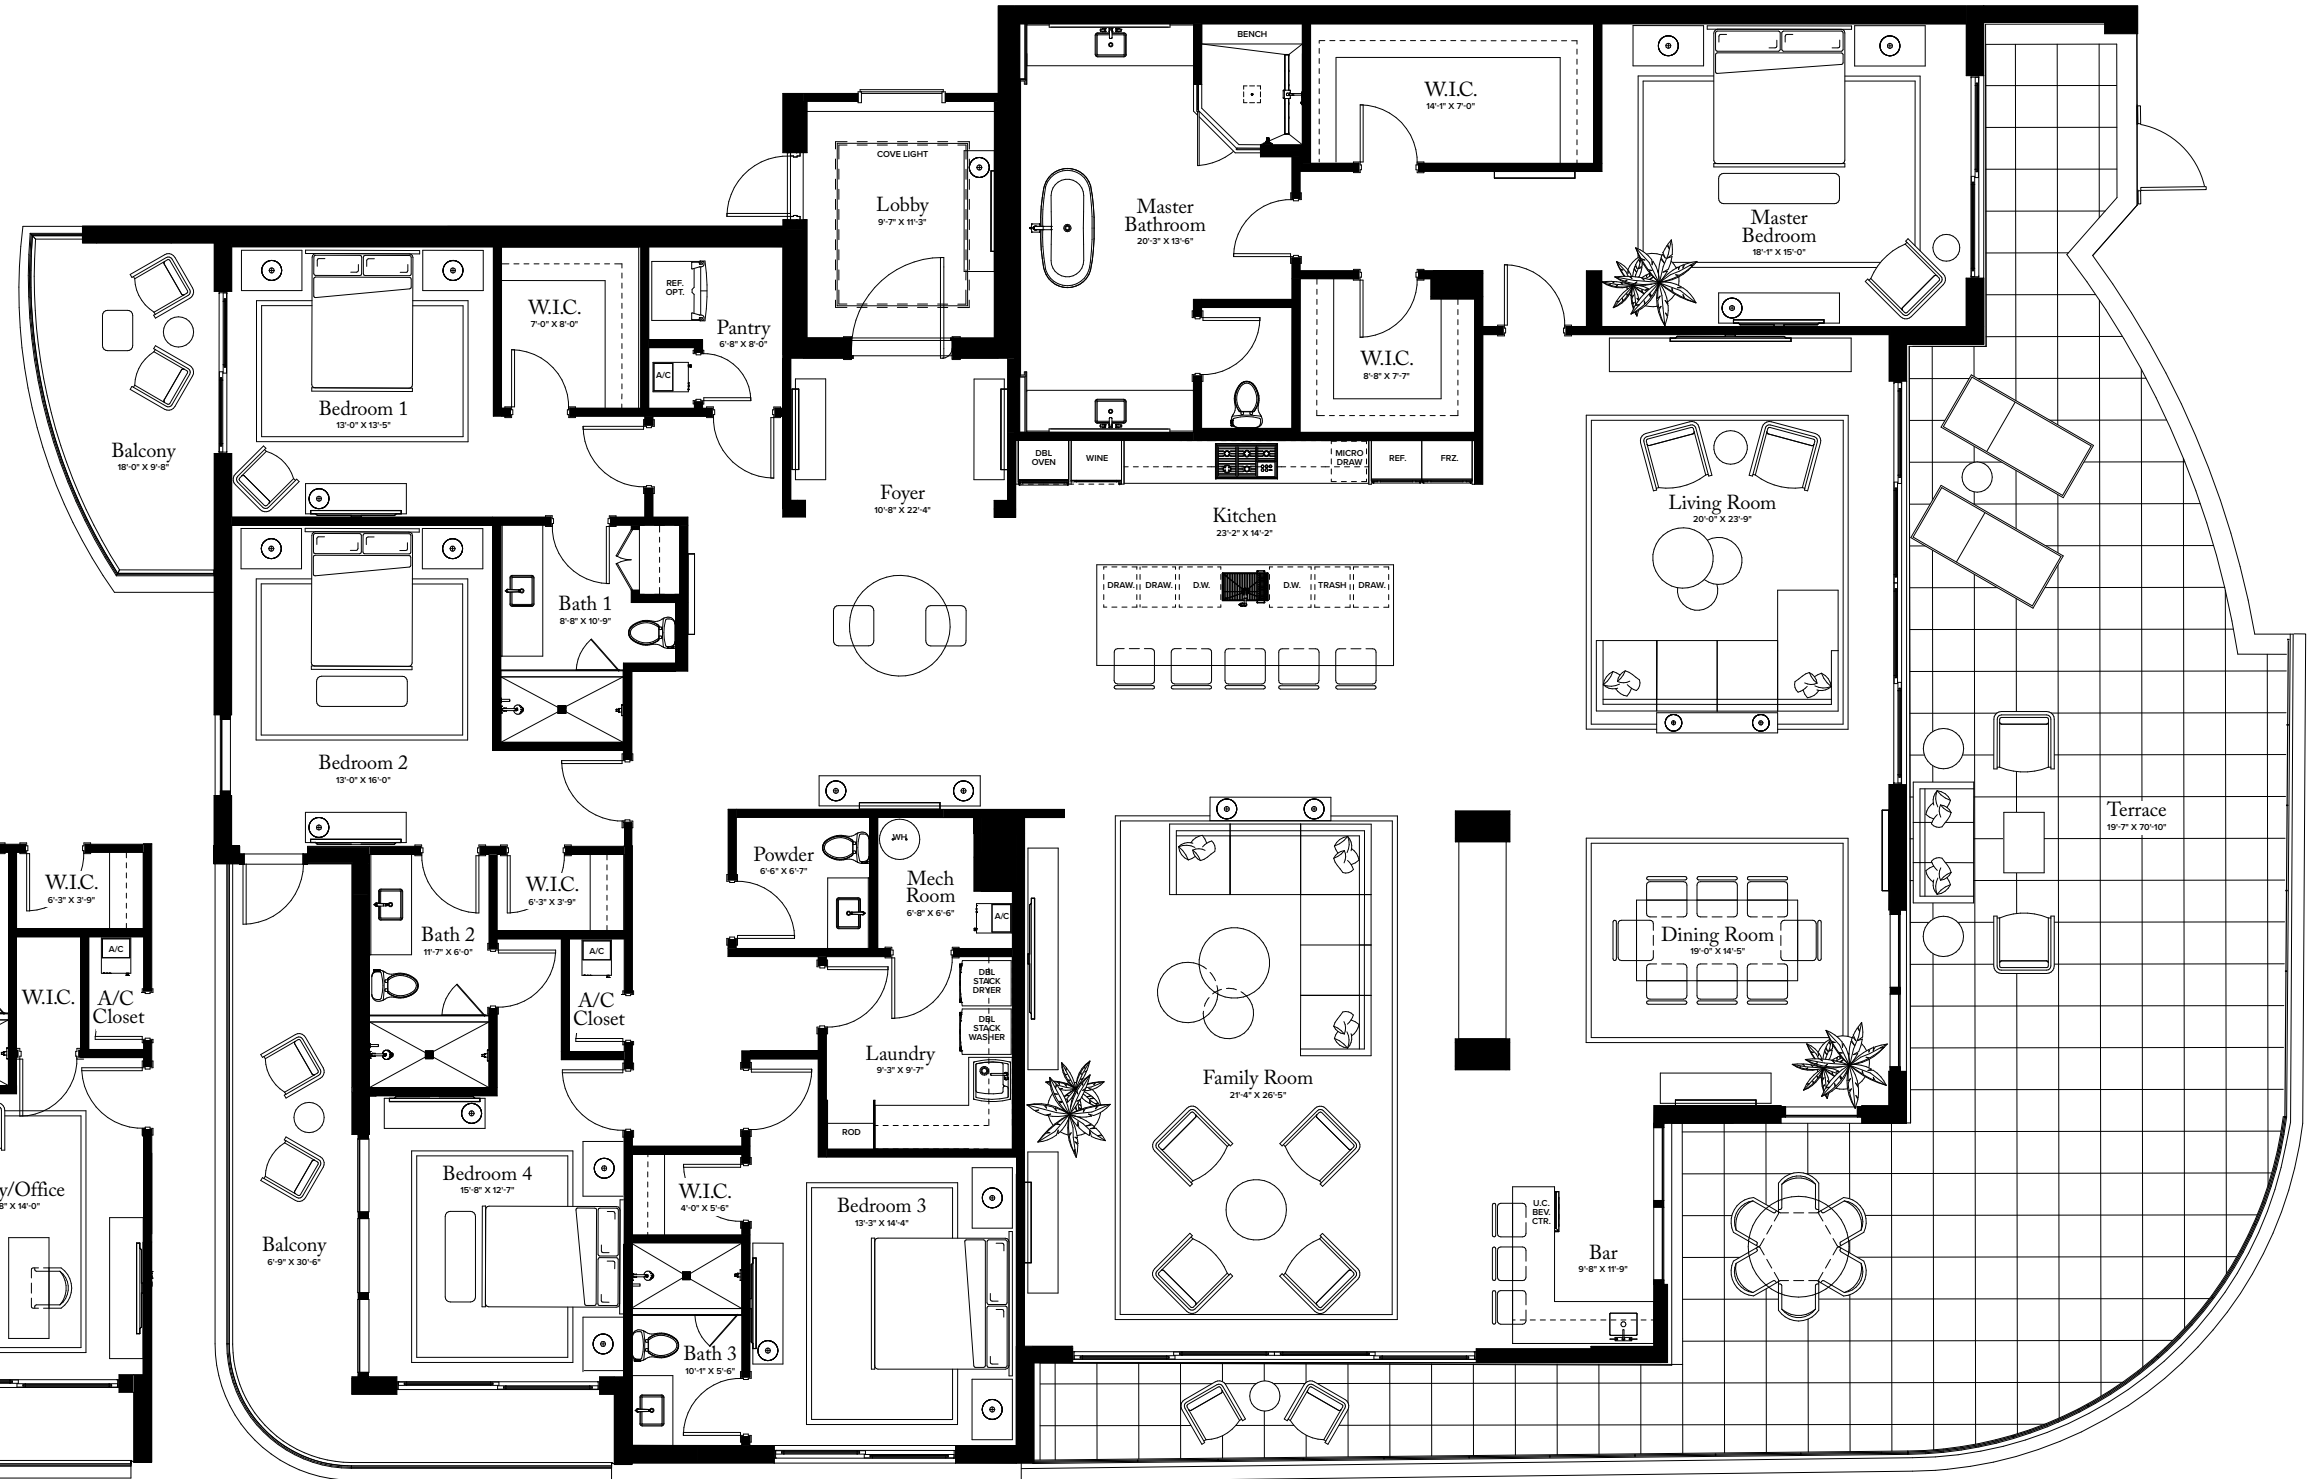 BENCH
W.I.C.
14'-1" X 7'-0"
COVE LIGHT
Lobby
9'-7" X 11'-3"
Master
Bathroom
20'-3" X 13'-6"
Master
Bedroom
18'-1" X 15'-0"
REF.
OPT.
W.I.C.
7'-0" X 8'-0"
Pantry
6'-8" X 8'-0"
A/C
W.I.C.
8'-8" X 7'-7"
Bedroom 1
13'-0" X 13'-5"
Balcony
18'-0" X 9'-8"
DBL
OVEN
WINE
MICRO
DRAW
REF.
FRZ.
Foyer
10'-8" X 22'-4"
Kitchen
23'-2" X 14'-2"
Living Room
20'-0" X 23'-9"
DRAW.
DRAW.
D.W.
D.W.
TRASH
DRAW.
Bath 1
8'-8" X 10'-9"
Bedroom 2
13'-0" X 16'-0"
Terrace
19'-7" X 70'-10"
WH
Powder
6'-6" X 6'-7"
Mech
Room
6'-8" X 6'-6"
A/C
W.I.C.
6'-3" X 3'-9"
W.I.C.
6'-3" X 3'-9"
Bath 2
11'-7" X 6'-0"
Dining Room
19'-0" X 14'-5"
A/C
A/C
DBL
STACK
DRYER
W.I.C.
A/C
Closet
A/C
Closet
DBL
STACK
WASHER
Laundry
9'-3" X 9'-7"
Family Room
21'-4" X 26'-5"
ROD
Bedroom 4
15'-8" X 12'-7"
y/Office
8" X 14'-0"
W.I.C.
4'-0" X 5'-6"
Bedroom 3
13'-3" X 14'-4"
U.C.
BEV.
CTR.
Balcony
6'-9" X 30'-6"
Bar
9'-8" X 11'-9"
Bath 3
10'-1" X 5'-6"